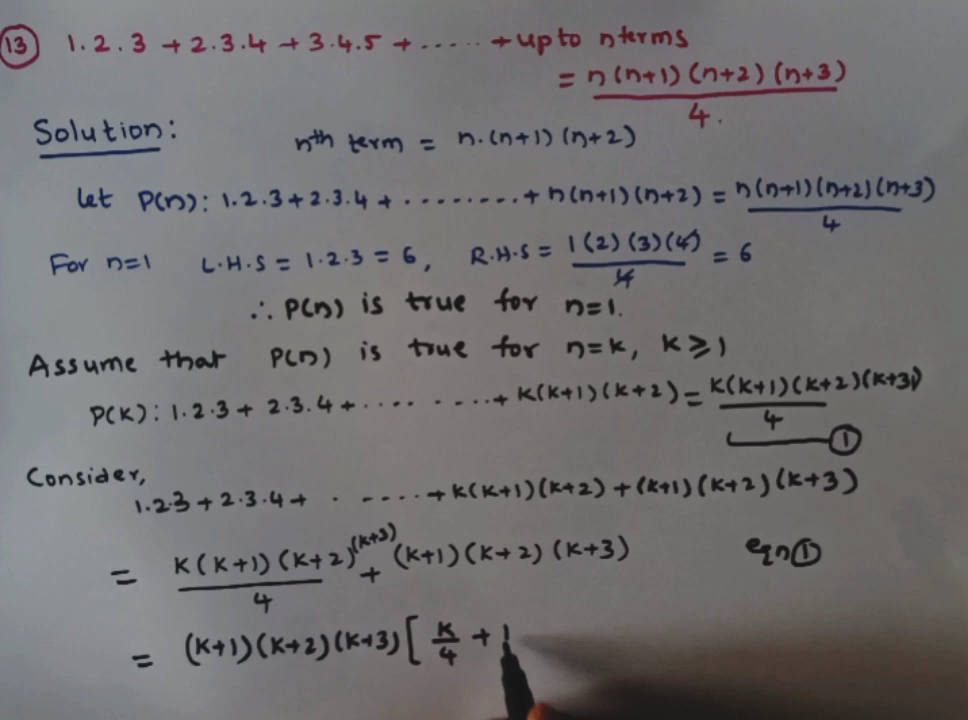 13 1.2.3 + 2.3.4 + 3.4.5 + ...... + upto n terms
= n(n+1)(n+2)(n+3)
4.
Solution:
nth term = n.(n+1)(n+2)
Let P(n): 1.2.3 + 2.3.4 + ......... + n(n+1)(n+2) = n(n+1)(n+2)(n+3)
4
For n=1 L.H.S = 1.2.3 = 6, R.H.S = 1(2)(3)(4) = 6
4
∴ P(n) is true for n=1.
Assume that P(n) is true for n=k, k≥1
P(k): 1.2.3 + 2.3.4 + ........ + k(k+1)(k+2) = k(k+1)(k+2)(k+3)
4
1
Consider,
1.2.3 + 2.3.4 + ...... + k(k+1)(k+2) + (k+1)(k+2)(k+3)
= k(k+1)(k+2)(k+3) + (k+1)(k+2)(k+3) eqn 1
4
= (k+1)(k+2)(k+3) [ k/4 + 1